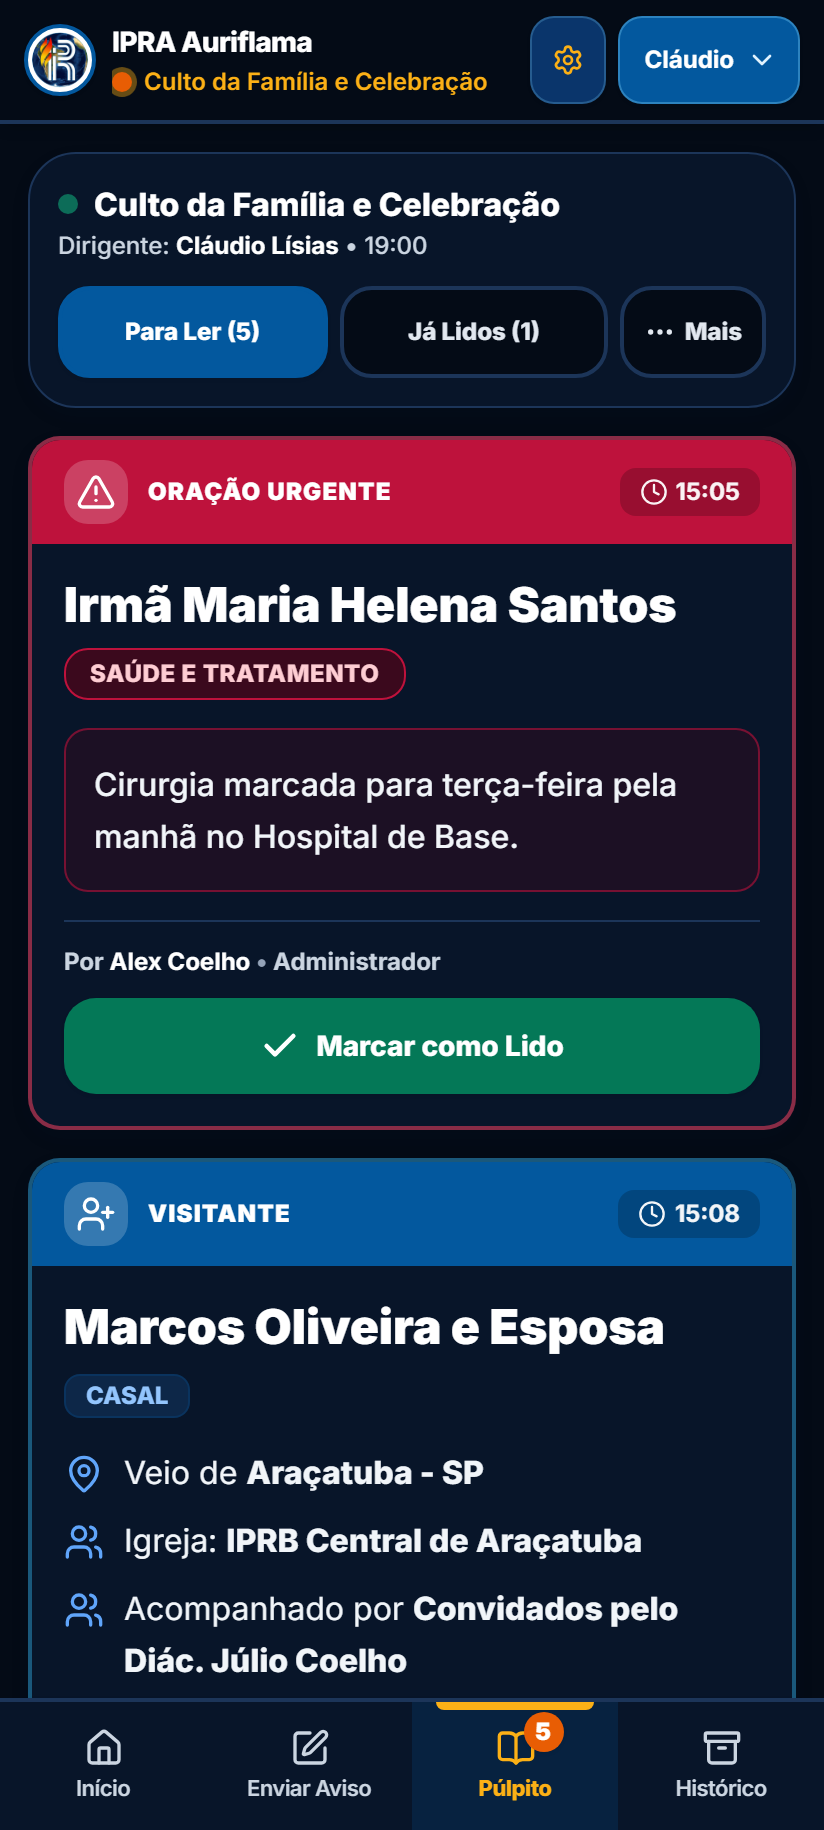 IPRA Auriflama
Culto da Família e Celebração
Cláudio
Culto da Família e Celebração
Dirigente: Cláudio Lísias • 19:00
Para Ler (5)
Já Lidos (1)
··· Mais
ORAÇÃO URGENTE
15:05
Irmã Maria Helena Santos
SAÚDE E TRATAMENTO
Cirurgia marcada para terça-feira pela
manhã no Hospital de Base.
Por Alex Coelho • Administrador
Marcar como Lido
VISITANTE
15:08
Marcos Oliveira e Esposa
CASAL
Veio de Araçatuba - SP
Igreja: IPRB Central de Araçatuba
Acompanhado por Convidados pelo
Diác. Júlio Coelho
Início
Enviar Aviso
5
Púlpito
Histórico